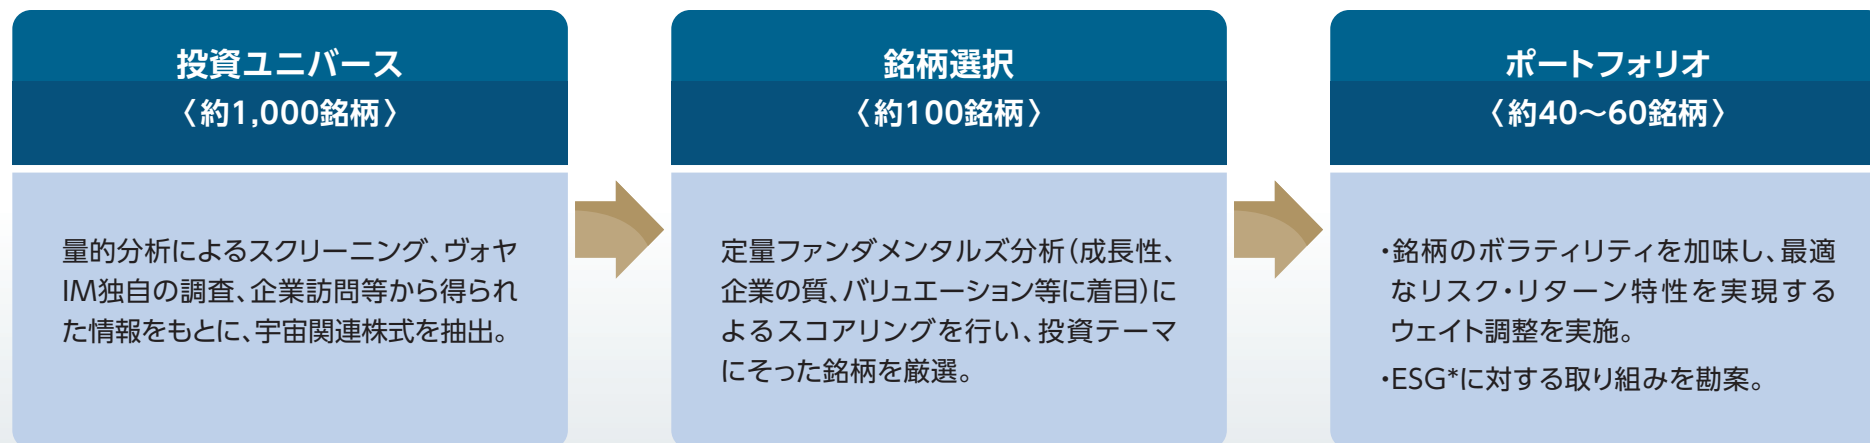 投資ユニバース
〈約1,000銘柄〉
量的分析によるスクリーニング、ヴォヤ
IM独自の調査、企業訪問等から得られ
た情報をもとに、宇宙関連株式を抽出。
銘柄選択
〈約100銘柄〉
定量ファンダメンタルズ分析(成長性、
企業の質、バリュエーション等に着目)に
よるスコアリングを行い、投資テーマ
にそった銘柄を厳選。
ポートフォリオ
〈約40～60銘柄〉
・銘柄のボラティリティを加味し、最適
なリスク・リターン特性を実現する
ウェイト調整を実施。
・ESG*に対する取り組みを勘案。